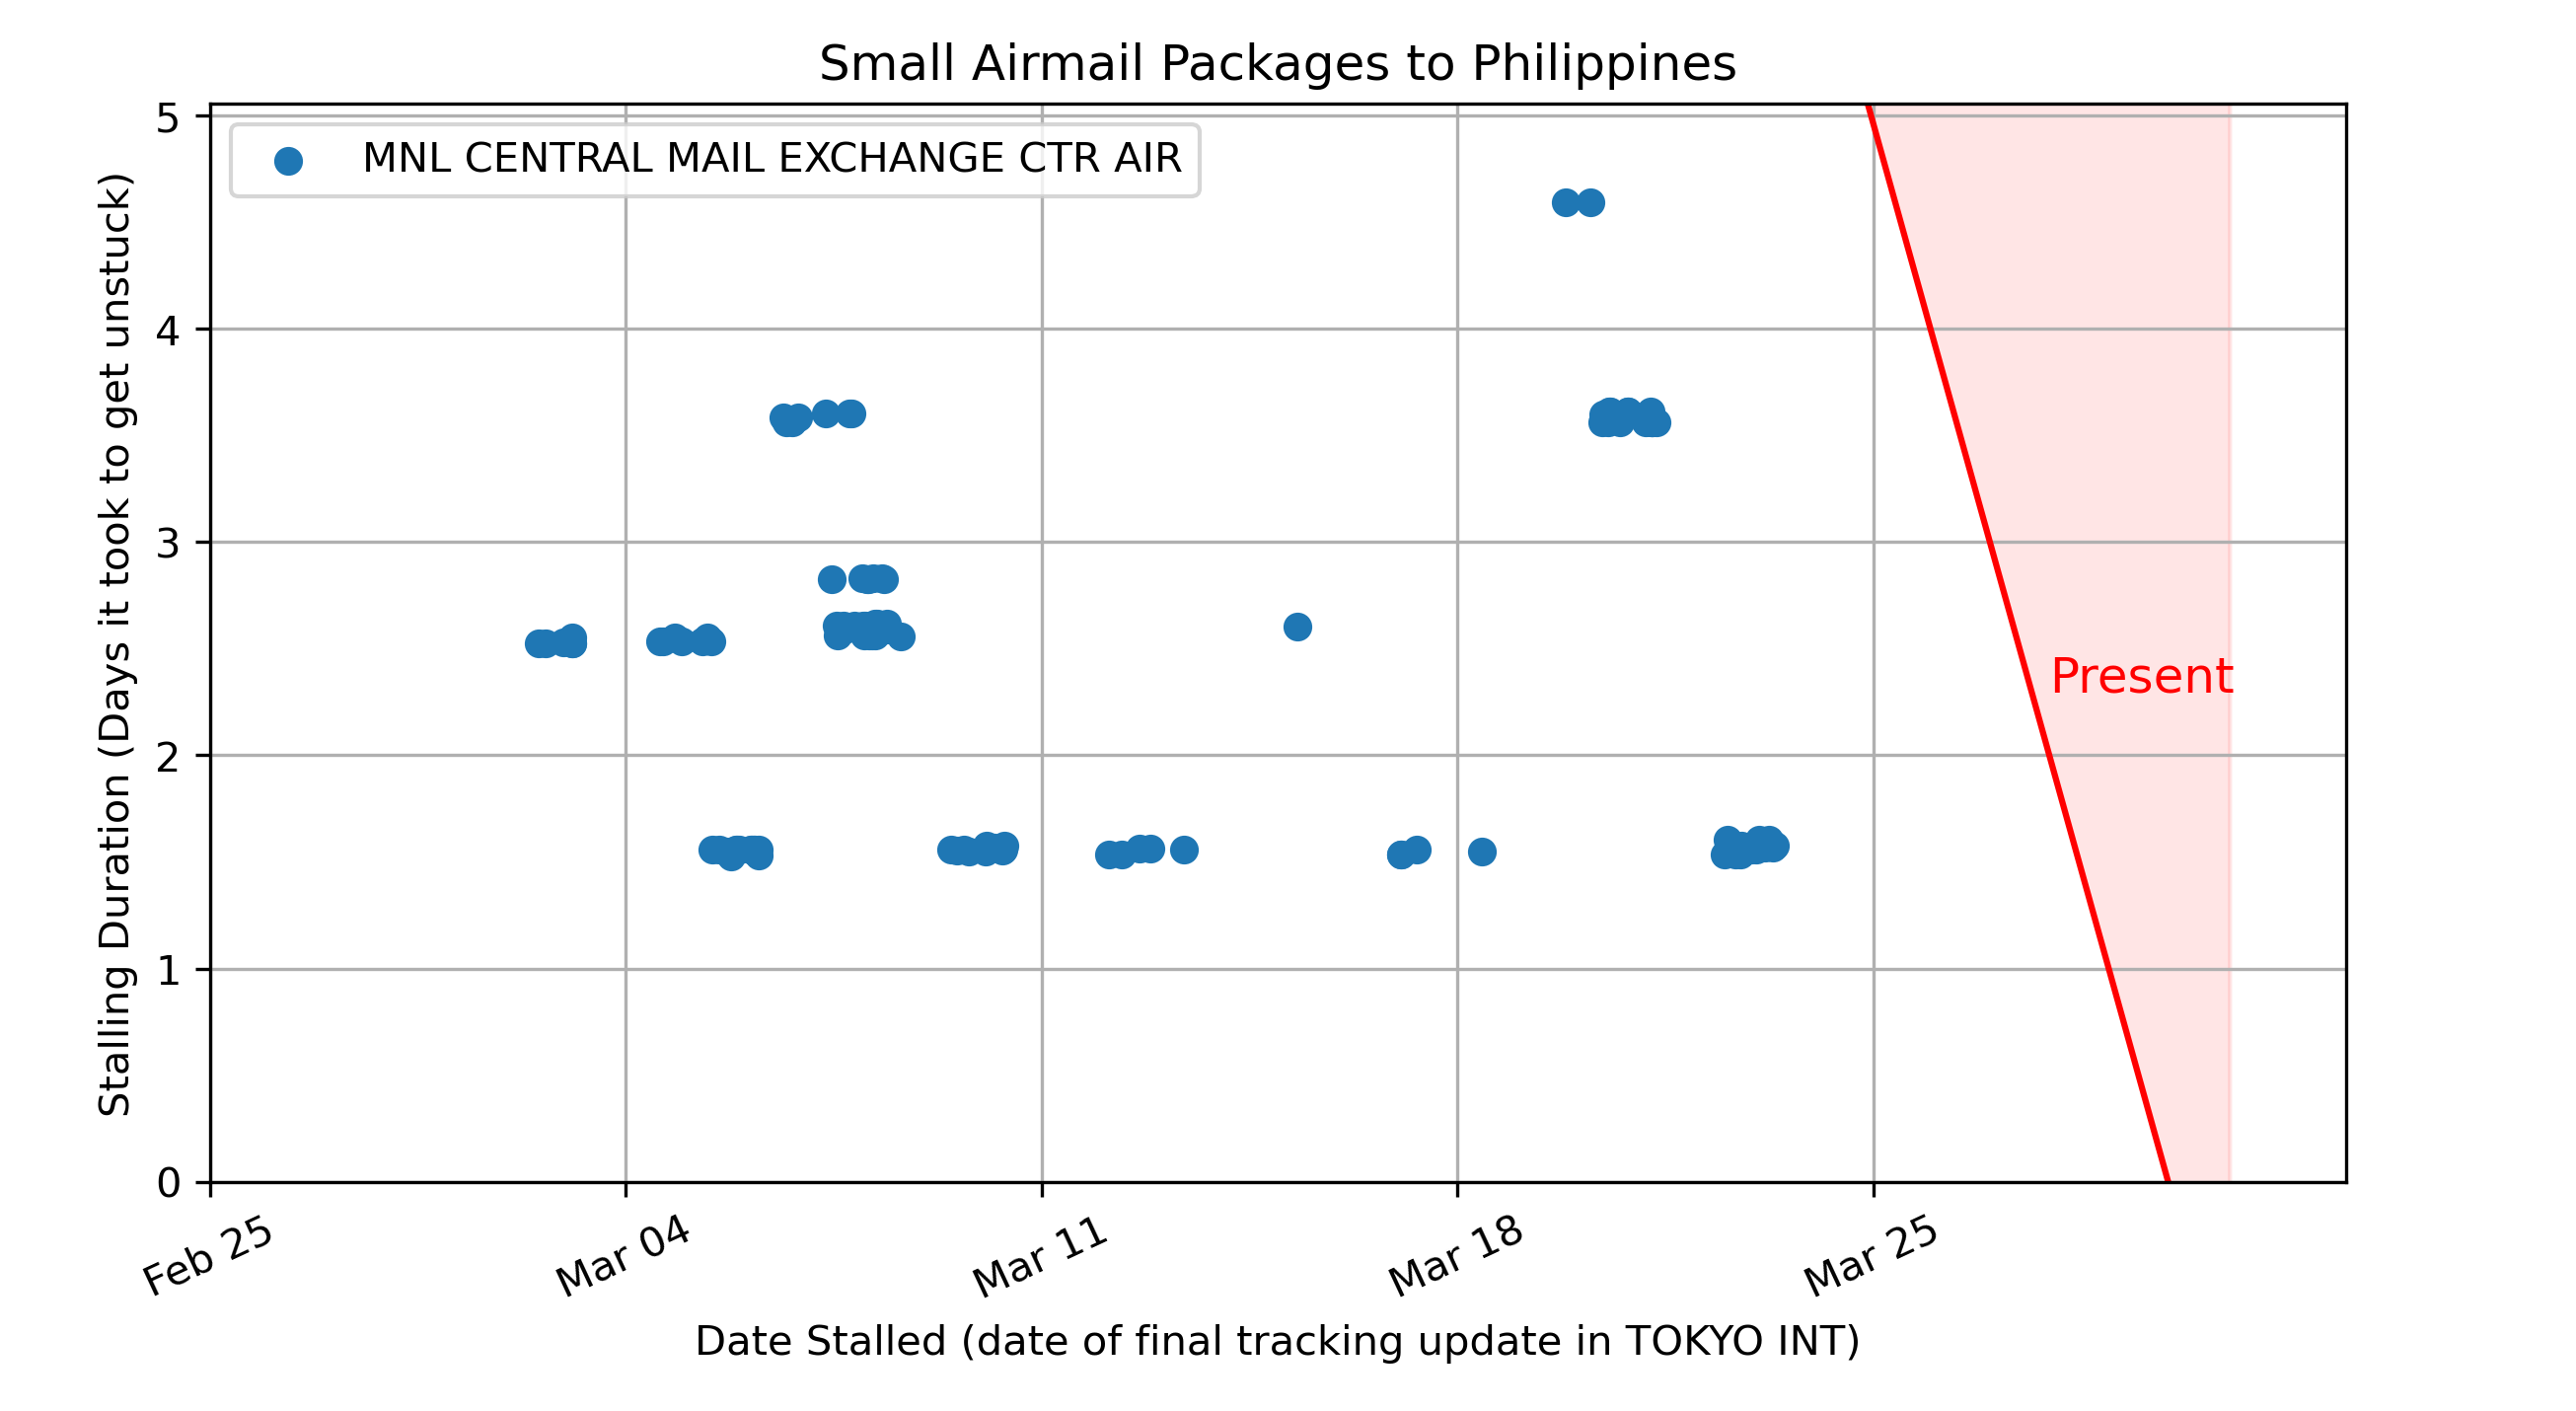 Small Airmail Packages to Philippines
MNL CENTRAL MAIL EXCHANGE CTR AIR
Stalling Duration (Days it took to get unstuck)
5
4
3
2
1
0
Present
Feb 25
Mar 04
Mar 11
Mar 18
Mar 25
Date Stalled (date of final tracking update in TOKYO INT)